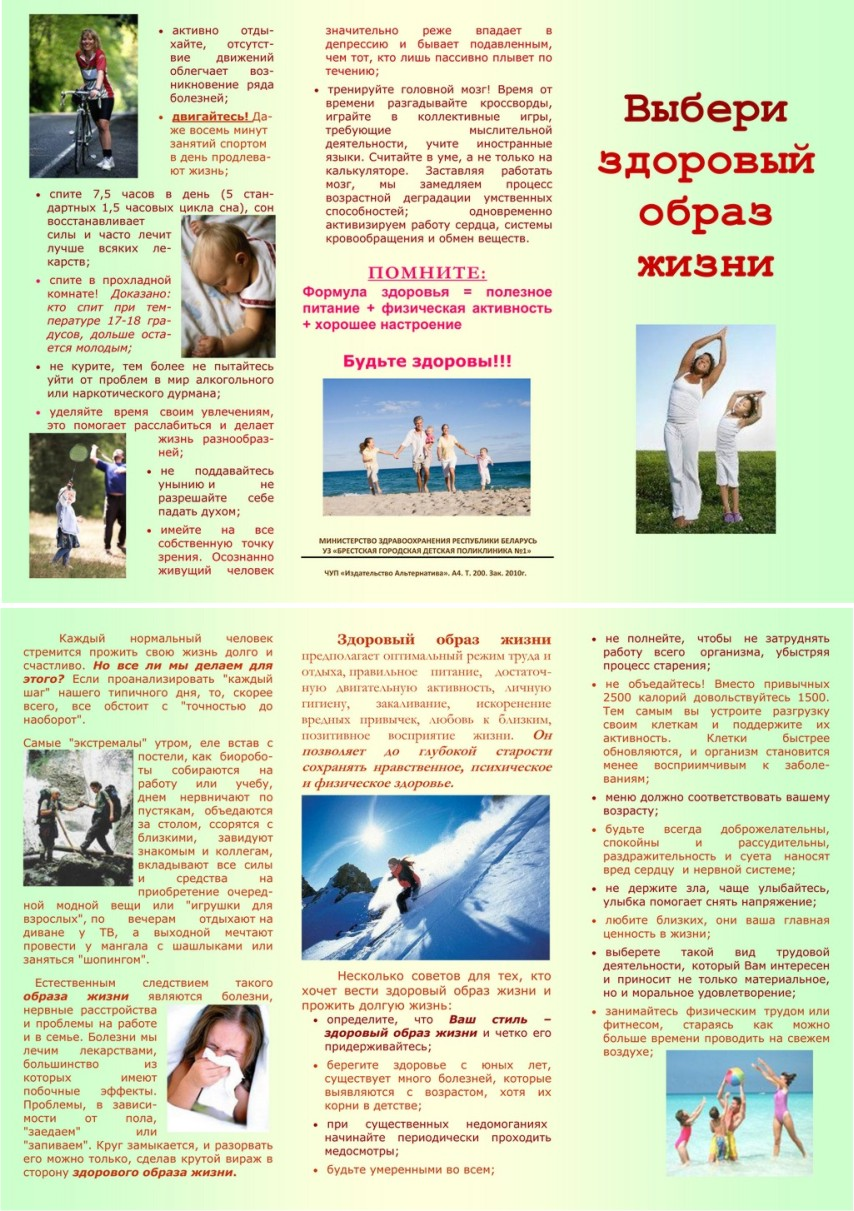 активно отды-
хайте, отсутст-
вие движений
облегчает воз-
никновение ряда
болезней;
двигайтесь! Да-
же восемь минут
занятий спортом
в день продлева-
ют жизнь;
спите 7,5 часов в день (5 стан-
дартных 1,5 часовых цикла сна), сон
восстанавливает
силы и часто лечит
лучше всяких ле-
карств;
спите в прохладной
комнате! Доказано:
кто спит при тем-
пературе 17-18 гра-
дусов, дольше оста-
ется молодым;
не курите, тем более не пытайтесь
уйти от проблем в мир алкогольного
или наркотического дурмана;
уделяйте время своим увлечениям,
это помогает расслабиться и делает
жизнь разнообраз-
ней;
не поддавайтесь
унынию и не
разрешайте себе
падать духом;
имейте на все
собственную точку
зрения. Осознанно
живущий человек
значительно реже впадает в
депрессию и бывает подавленным,
чем тот, кто лишь пассивно плывет по
течению;
тренируйте головной мозг! Время от
времени разгадывайте кроссворды,
играйте в коллективные игры,
требующие мыслительной
деятельности, учите иностранные
языки. Считайте в уме, а не только на
калькуляторе. Заставляя работать
мозг, мы замедляем процесс
возрастной деградации умственных
способностей; одновременно
активизируем работу сердца, системы
кровообращения и обмен веществ.
ПОМНИТЕ:
Формула здоровья = полезное
питание + физическая активность
+ хорошее настроение
Будьте здоровы!!!
МИНИСТЕРСТВО ЗДРАВООХРАНЕНИЯ РЕСПУБЛИКИ БЕЛАРУСЬ
УЗ «БРЕСТСКАЯ ГОРОДСКАЯ ДЕТСКАЯ ПОЛИКЛИНИКА №1»
ЧУП «Издательство Альтернатива». А4. Т. 200. Зак. 2010г.
Выбери
здоровый
образ
жизни
Каждый нормальный человек
стремится прожить свою жизнь долго и
счастливо. Но все ли мы делаем для
этого? Если проанализировать "каждый
шаг" нашего типичного дня, то, скорее
всего, все обстоит с "точностью до
наоборот".
Самые "экстремалы" утром, еле встав с
постели, как биоробо-
ты собираются на
работу или учебу,
днем нервничают по
пустякам, объедаются
за столом, ссорятся с
близкими, завидуют
знакомым и коллегам,
вкладывают все силы
и средства на
приобретение очеред-
ной модной вещи или "игрушки для
взрослых", по вечерам отдыхают на
диване у ТВ, а выходной мечтают
провести у мангала с шашлыками или
заняться "шопингом".
Естественным следствием такого
образа жизни являются болезни,
нервные расстройства
и проблемы на работе
и в семье. Болезни мы
лечим лекарствами,
большинство из
которых имеют
побочные эффекты.
Проблемы, в зависи-
мости от пола,
"заедаем" или
"запиваем". Круг замыкается, и разорвать
его можно только, сделав крутой вираж в
сторону здорового образа жизни.
Здоровый образ жизни
предполагает оптимальный режим труда и
отдыха, правильное питание, достаточ-
ную двигательную активность, личную
гигиену, закаливание, искоренение
вредных привычек, любовь к близким,
позитивное восприятие жизни. Он
позволяет до глубокой старости
сохранять нравственное, психическое
и физическое здоровье.
Несколько советов для тех, кто
хочет вести здоровый образ жизни и
прожить долгую жизнь:
определите, что Ваш стиль –
здоровый образ жизни и четко его
придерживайтесь;
берегите здоровье с юных лет,
существует много болезней, которые
выявляются с возрастом, хотя их
корни в детстве;
при существенных недомоганиях
начинайте периодически проходить
медосмотры;
будьте умеренными во всем;
не полнейте, чтобы не затруднять
работу всего организма, убыстряя
процесс старения;
не объедайтесь! Вместо привычных
2500 калорий довольствуйтесь 1500.
Тем самым вы устроите разгрузку
своим клеткам и поддержите их
активность. Клетки быстрее
обновляются, и организм становится
менее восприимчивым к заболе-
ваниям;
меню должно соответствовать вашему
возрасту;
будьте всегда доброжелательны,
спокойны и рассудительны,
раздражительность и суета наносят
вред сердцу и нервной системе;
не держите зла, чаще улыбайтесь,
улыбка помогает снять напряжение;
любите близких, они ваша главная
ценность в жизни;
выберете такой вид трудовой
деятельности, который Вам интересен
и приносит не только материальное,
но и моральное удовлетворение;
занимайтесь физическим трудом или
фитнесом, стараясь как можно
больше времени проводить на свежем
воздухе;